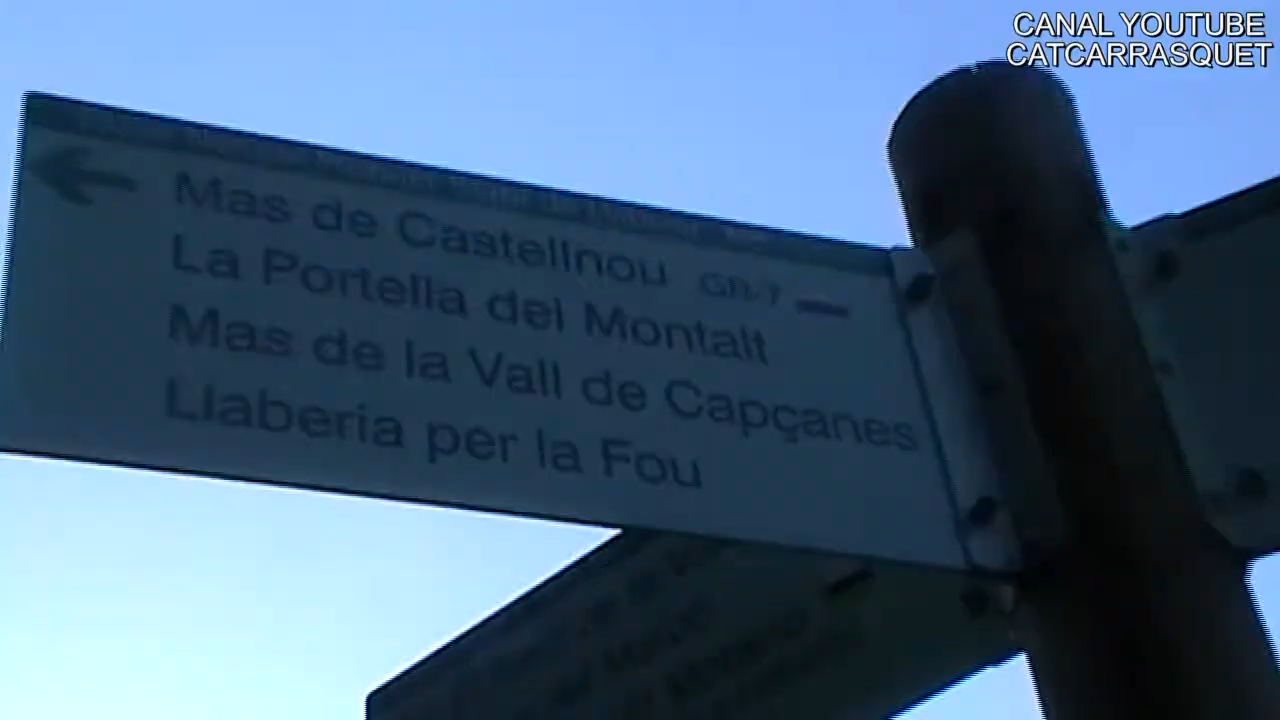 CANAL YOUTUBE
CATCARRASQUET
Mas de Castellnou GR-7
La Portella del Montalt
Mas de la Vall de Capçanes
Llaberia per la Fou